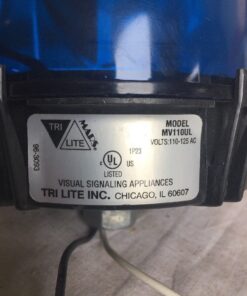 TRI
LITE
MARS
MODEL
MV110UL
VOLTS:110-125 AC
1P23
C UL US
LISTED
96-3093
VISUAL SIGNALING APPLIANCES
TRI LITE INC. CHICAGO, IL 60607